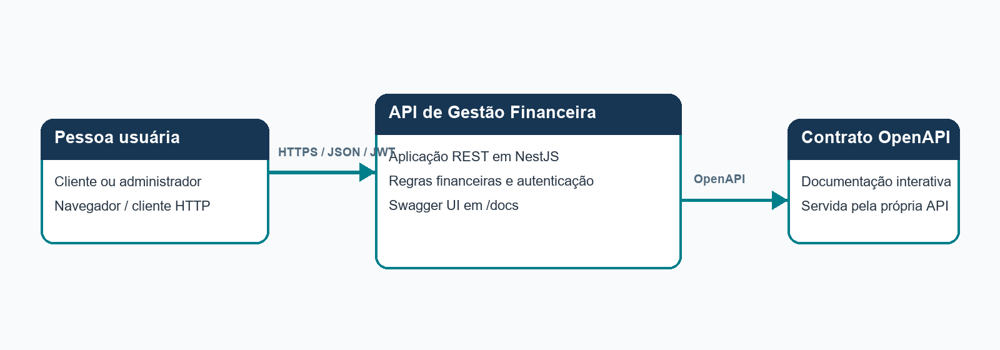 Pessoa usuária
Cliente ou administrador
Navegador / cliente HTTP
HTTPS / JSON / JWT
API de Gestão Financeira
Aplicação REST em NestJS
Regras financeiras e autenticação
Swagger UI em /docs
OpenAPI
Contrato OpenAPI
Documentação interativa
Servida pela própria API